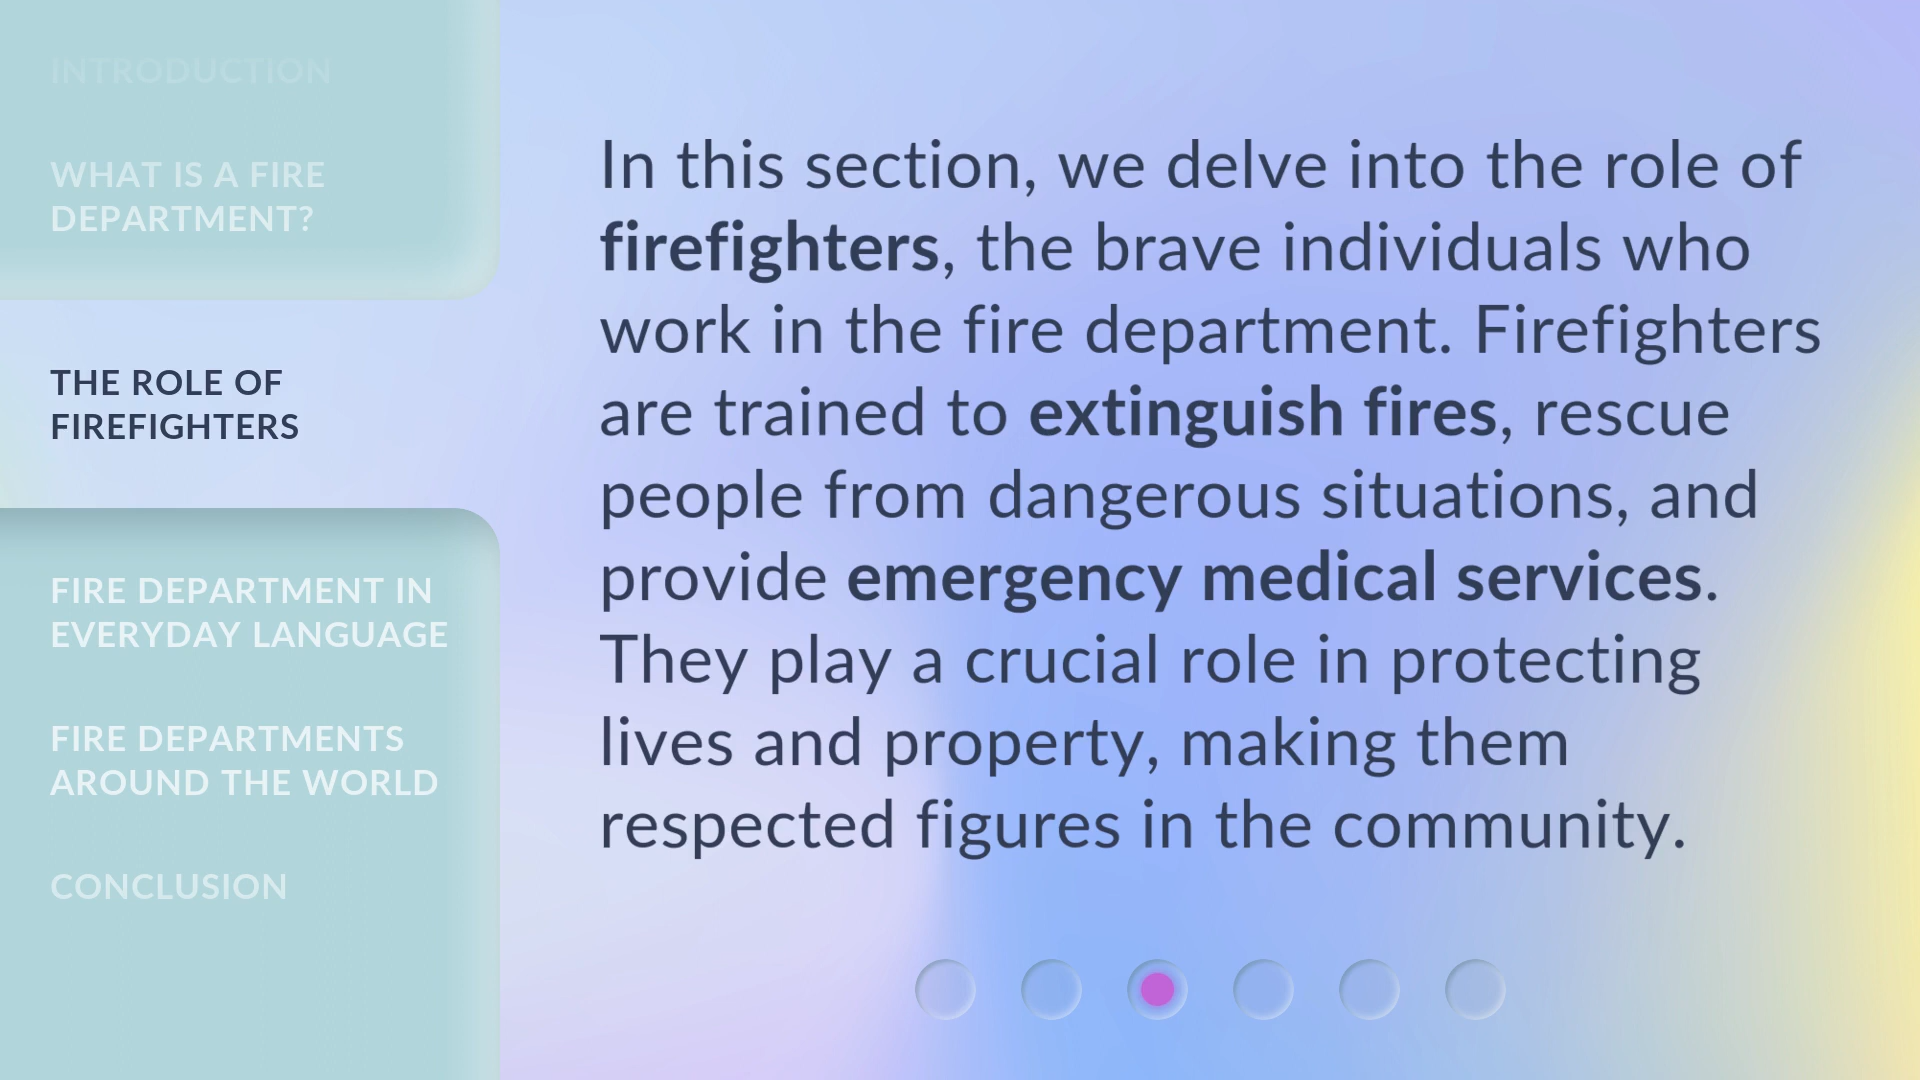 INTRODUCTION
WHAT IS A FIRE
DEPARTMENT?
THE ROLE OF
FIREFIGHTERS
FIRE DEPARTMENT IN
EVERYDAY LANGUAGE
FIRE DEPARTMENTS
AROUND THE WORLD
CONCLUSION
In this section, we delve into the role of
firefighters, the brave individuals who
work in the fire department. Firefighters
are trained to extinguish fires, rescue
people from dangerous situations, and
provide emergency medical services.
They play a crucial role in protecting
lives and property, making them
respected figures in the community.